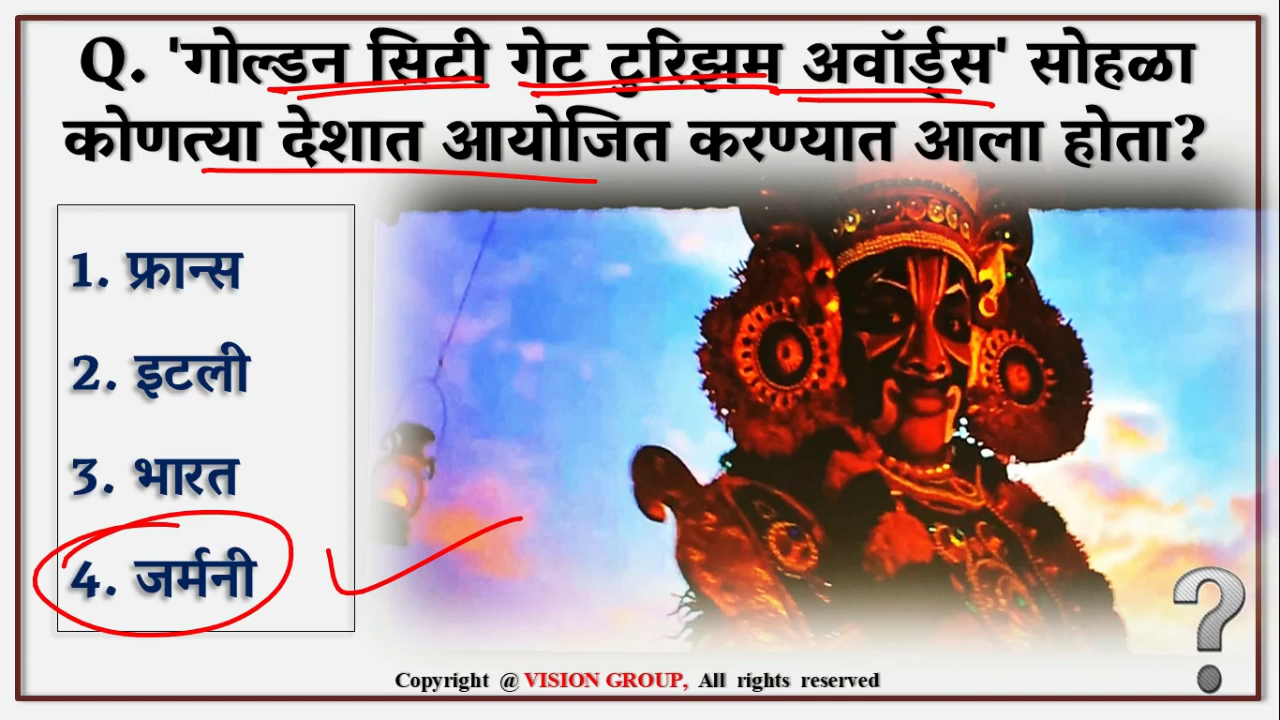 Q. 'गोल्डन सिटी गेट टुरिझम अवॉर्ड्स' सोहळा
कोणत्या देशात आयोजित करण्यात आला होता?
1. फ्रान्स
2. इटली
3. भारत
4. जर्मनी
?
Copyright @ VISION GROUP, All rights reserved